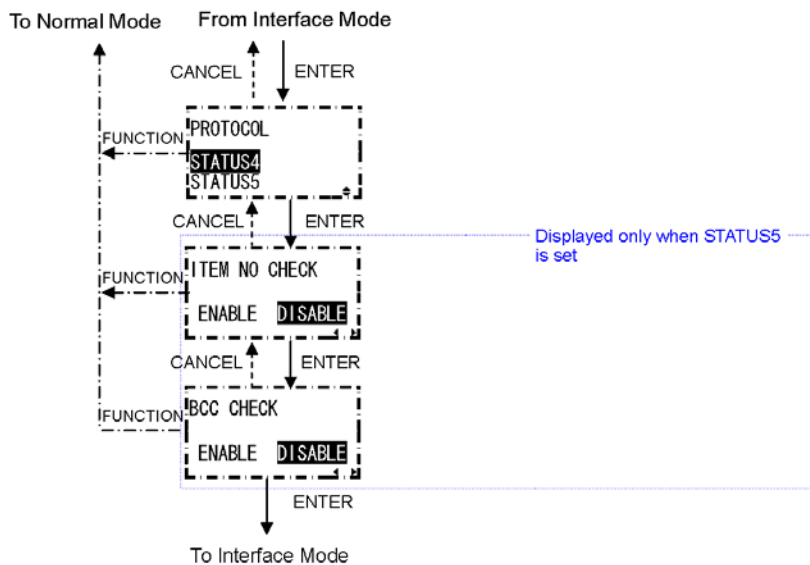 To Normal Mode
From Interface Mode
CANCEL
ENTER
PROTOCOL
FUNCTION
STATUS4
STATUS5
CANCEL
ENTER
Displayed only when STATUS5
is set
ITEM NO CHECK
FUNCTION
ENABLE DISABLE
CANCEL
ENTER
BCC CHECK
FUNCTION
ENABLE DISABLE
ENTER
To Interface Mode